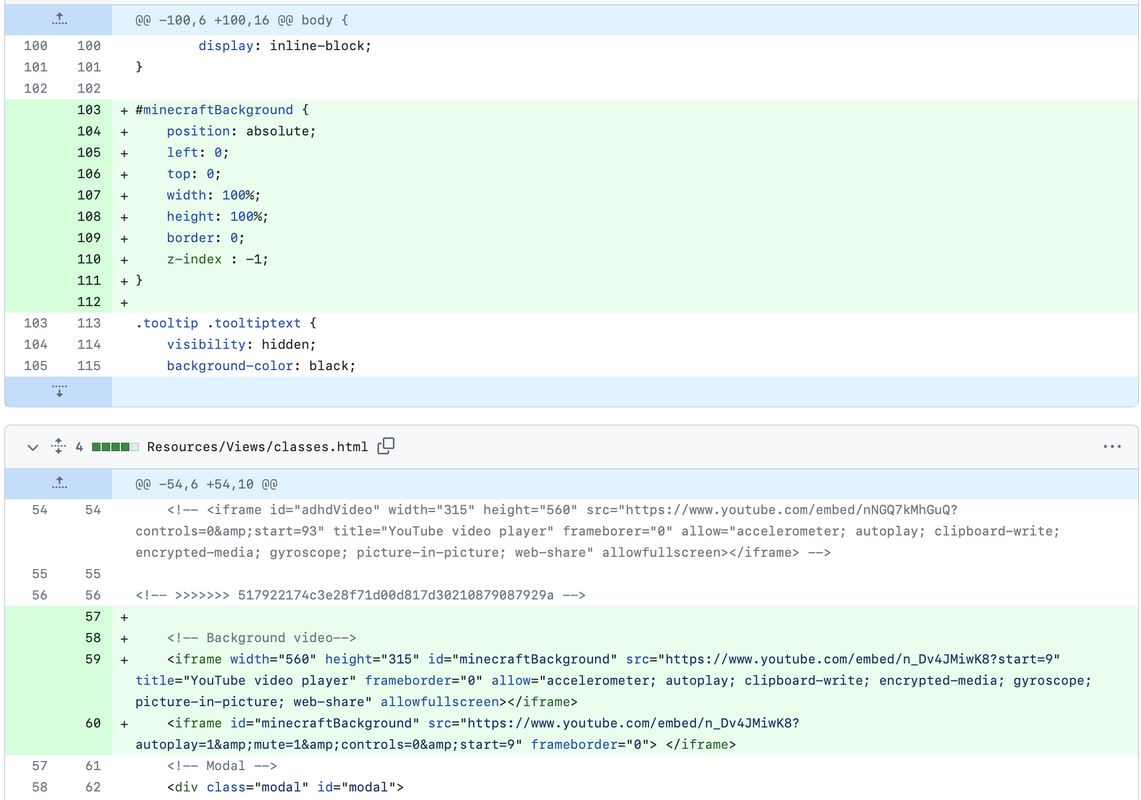 @@ -100,6 +100,16 @@ body {
100 100 display: inline-block;
101 101 }
102 102
103 + #minecraftBackground {
104 + position: absolute;
105 + left: 0;
106 + top: 0;
107 + width: 100%;
108 + height: 100%;
109 + border: 0;
110 + z-index : -1;
111 + }
112 +
103 113 .tooltip .tooltiptext {
104 114 visibility: hidden;
105 115 background-color: black;
4 Resources/Views/classes.html
@@ -54,6 +54,10 @@
54 54 <!-- <iframe id="adhdVideo" width="315" height="560" src="https://www.youtube.com/embed/nNGQ7kMhGuQ?
controls=0&amp;start=93" title="YouTube video player" frameborer="0" allow="accelerometer; autoplay; clipboard-write;
encrypted-media; gyroscope; picture-in-picture; web-share" allowfullscreen></iframe> -->
55 55
56 56 <!-- >>>>>>> 517922174c3e28f71d00d817d30210879087929a -->
57 +
58 + <!-- Background video-->
59 + <iframe width="560" height="315" id="minecraftBackground" src="https://www.youtube.com/embed/n_Dv4JMiwK8?start=9"
title="YouTube video player" frameborder="0" allow="accelerometer; autoplay; clipboard-write; encrypted-media; gyroscope;
picture-in-picture; web-share" allowfullscreen></iframe>
60 + <iframe id="minecraftBackground" src="https://www.youtube.com/embed/n_Dv4JMiwK8?
autoplay=1&amp;mute=1&amp;controls=0&amp;start=9" frameborder="0"> </iframe>
57 61 <!-- Modal -->
58 62 <div class="modal" id="modal">